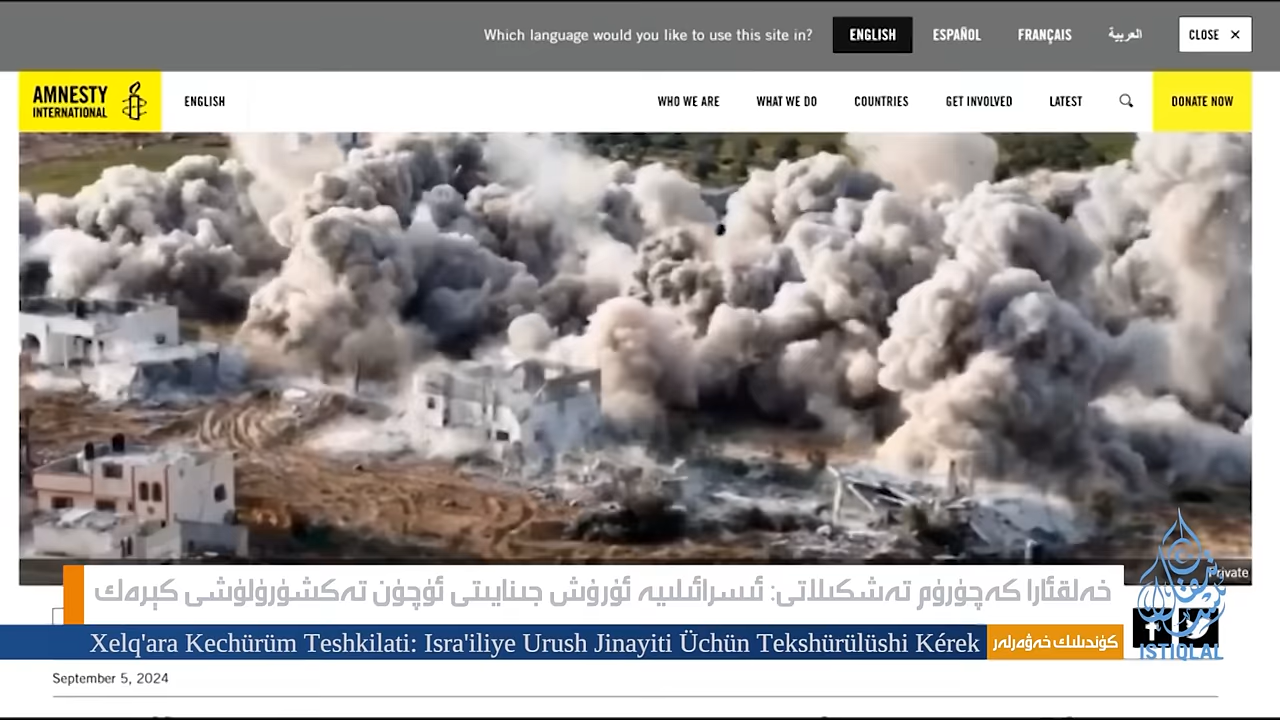 Which language would you like to use this site in? ENGLISH ESPAÑOL FRANÇAIS العربية CLOSE ✕
AMNESTY
INTERNATIONAL
ENGLISH WHO WE ARE WHAT WE DO COUNTRIES GET INVOLVED LATEST DONATE NOW
Private
خەلقئارا كەچۈرۈم تەشكىلاتى: ئىسرائىلىيە ئۇرۇش جىنايىتى ئۈچۈن تەكشۈرۈلۈشى كېرەك
Xelq'ara Kechürüm Teshkilati: Isra'iliye Urush Jinayiti Üchün Tekshürülüshi Kérek
كۈندىلىك خەۋەرلەر
ISTIQLAL
September 5, 2024